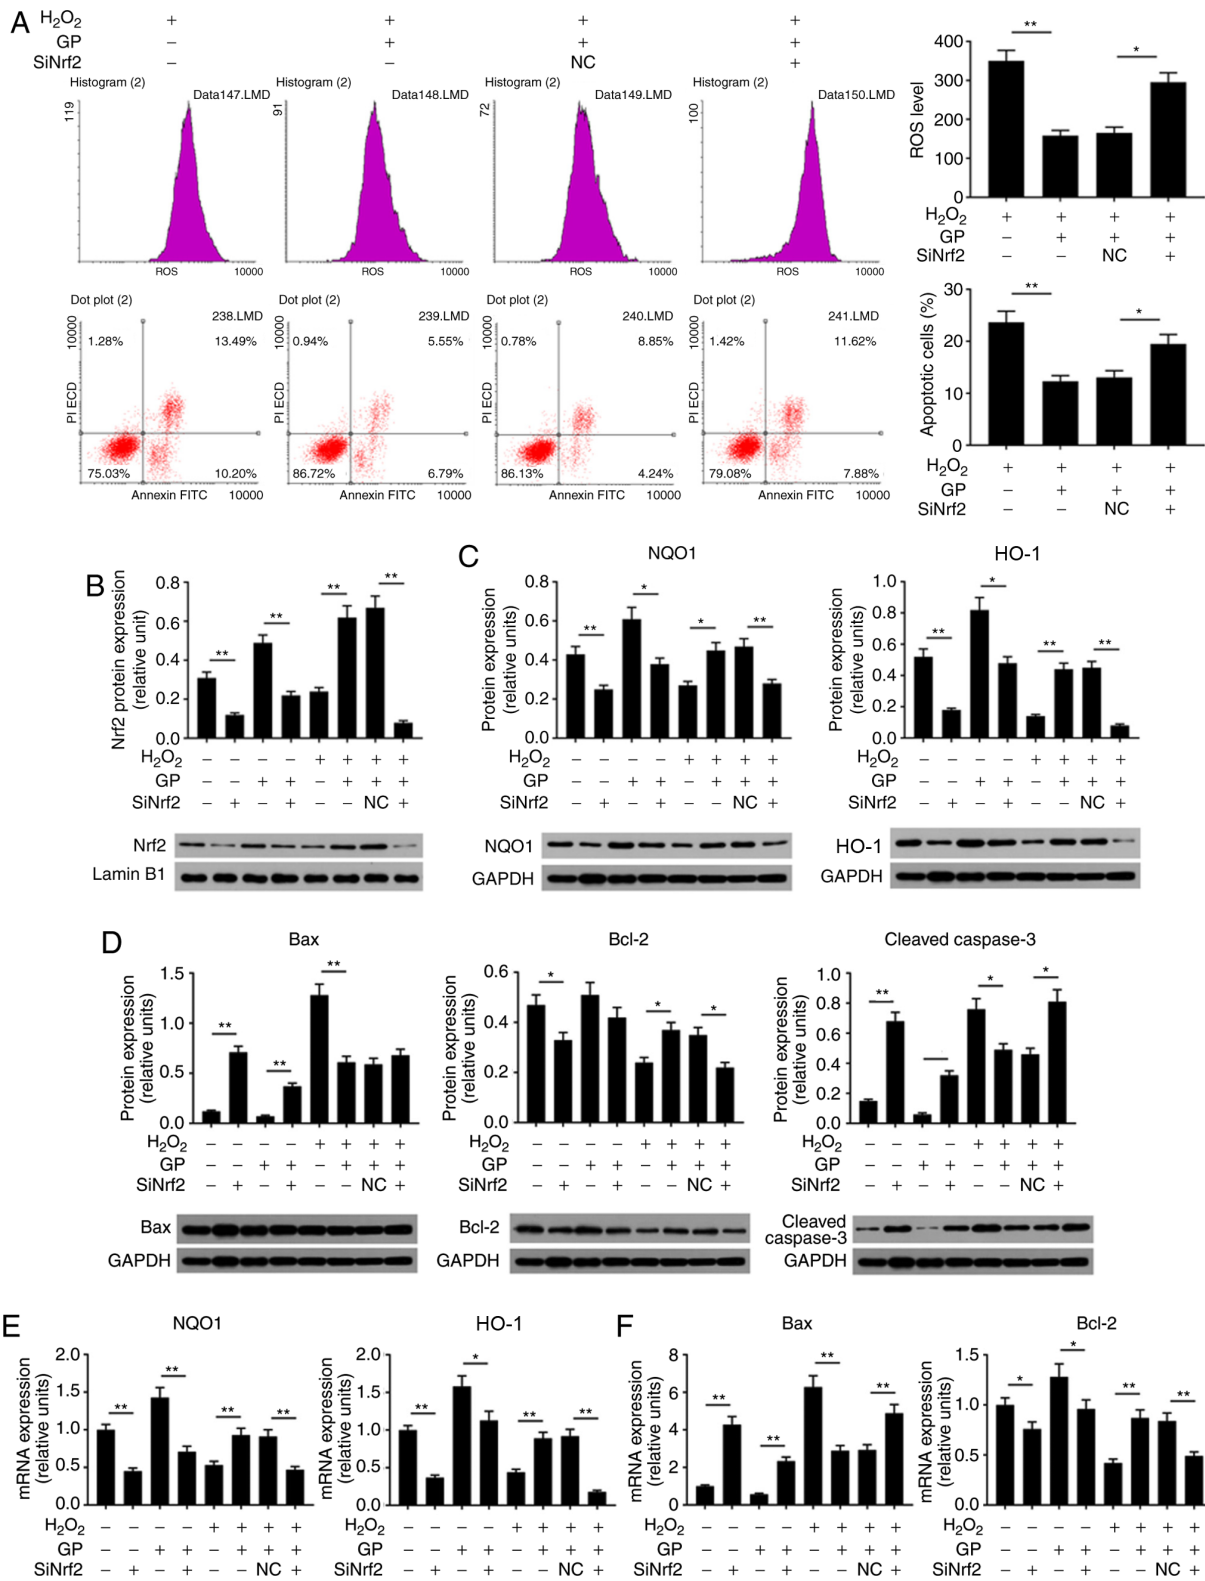 A
H2O2 + + + +
GP − + + +
SiNrf2 − − NC +
Histogram (2) Histogram (2) Histogram (2) Histogram (2)
Data147.LMD Data148.LMD Data149.LMD Data150.LMD
119 91 72 100
ROS 10000 ROS 10000 ROS 10000 ROS 10000
Dot plot (2) Dot plot (2) Dot plot (2) Dot plot (2)
238.LMD 239.LMD 240.LMD 241.LMD
10000 10000 10000 10000
1.28% 13.49% 0.94% 5.55% 0.78% 8.85% 1.42% 11.62%
PI ECD PI ECD PI ECD PI ECD
75.03% 10.20% 86.72% 6.79% 86.13% 4.24% 79.08% 7.88%
Annexin FITC 10000 Annexin FITC 10000 Annexin FITC 10000 Annexin FITC 10000
ROS level
400
300
200
100
0
** *
H2O2 + + + +
GP − + + +
SiNrf2 − − NC +
Apoptotic cells (%)
30
20
10
0
** *
H2O2 + + + +
GP − + + +
SiNrf2 − − NC +
B
Nrf2 protein expression
(relative unit)
0.8
0.6
0.4
0.2
0.0
** ** ** **
H2O2 − − − − + + + +
GP − − + + − + + +
SiNrf2 − + − + − − NC +
Nrf2
Lamin B1
C
NQO1
Protein expression
(relative units)
0.8
0.6
0.4
0.2
0.0
** * * **
H2O2 − − − − + + + +
GP − − + + − + + +
SiNrf2 − + − + − − NC +
NQO1
GAPDH
HO-1
Protein expression
(relative units)
1.0
0.8
0.6
0.4
0.2
0.0
** * ** **
H2O2 − − − − + + + +
GP − − + + − + + +
SiNrf2 − + − + − − NC +
HO-1
GAPDH
D
Bax
Protein expression
(relative units)
1.5
1.0
0.5
0.0
** ** **
H2O2 − − − − + + + +
GP − − + + − + + +
SiNrf2 − + − + − − NC +
Bax
GAPDH
Bcl-2
Protein expression
(relative units)
0.6
0.4
0.2
0.0
* * *
H2O2 − − − − + + + +
GP − − + + − + + +
SiNrf2 − + − + − − NC +
Bcl-2
GAPDH
Cleaved caspase-3
Protein expression
(relative units)
1.0
0.8
0.6
0.4
0.2
0.0
** * *
H2O2 − − − − + + + +
GP − − + + − + + +
SiNrf2 − + − + − − NC +
Cleaved
caspase-3
GAPDH
E
NQO1
mRNA expression
(relative units)
2.0
1.5
1.0
0.5
0.0
** ** ** **
H2O2 − − − − + + + +
GP − − + + − + + +
SiNrf2 − + − + − − NC +
HO-1
mRNA expression
(relative units)
2.0
1.5
1.0
0.5
0.0
** * ** **
H2O2 − − − − + + + +
GP − − + + − + + +
SiNrf2 − + − + − − NC +
F
Bax
mRNA expression
(relative units)
8
6
4
2
0
** ** ** **
H2O2 − − − − + + + +
GP − − + + − + + +
SiNrf2 − + − + − − NC +
Bcl-2
mRNA expression
(relative units)
1.5
1.0
0.5
0.0
* * ** **
H2O2 − − − − + + + +
GP − − + + − + + +
SiNrf2 − + − + − − NC +